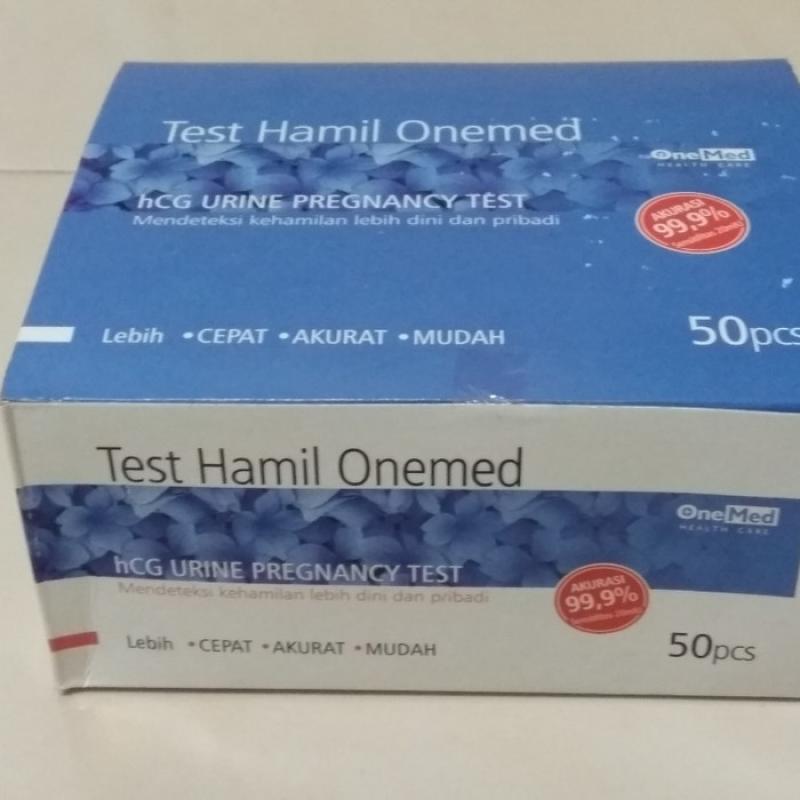 Test Hamil Onemed
OneMed
HEALTH CARE
hCG URINE PREGNANCY TEST
Mendeteksi kehamilan lebih dini dan pribadi
AKURASI
99,9%
Lebih •CEPAT •AKURAT •MUDAH
50pcs
Test Hamil Onemed
OneMed
HEALTH CARE
hCG URINE PREGNANCY TEST
Mendeteksi kehamilan lebih dini dan pribadi
AKURASI
99,9%
Lebih •CEPAT •AKURAT •MUDAH
50pcs